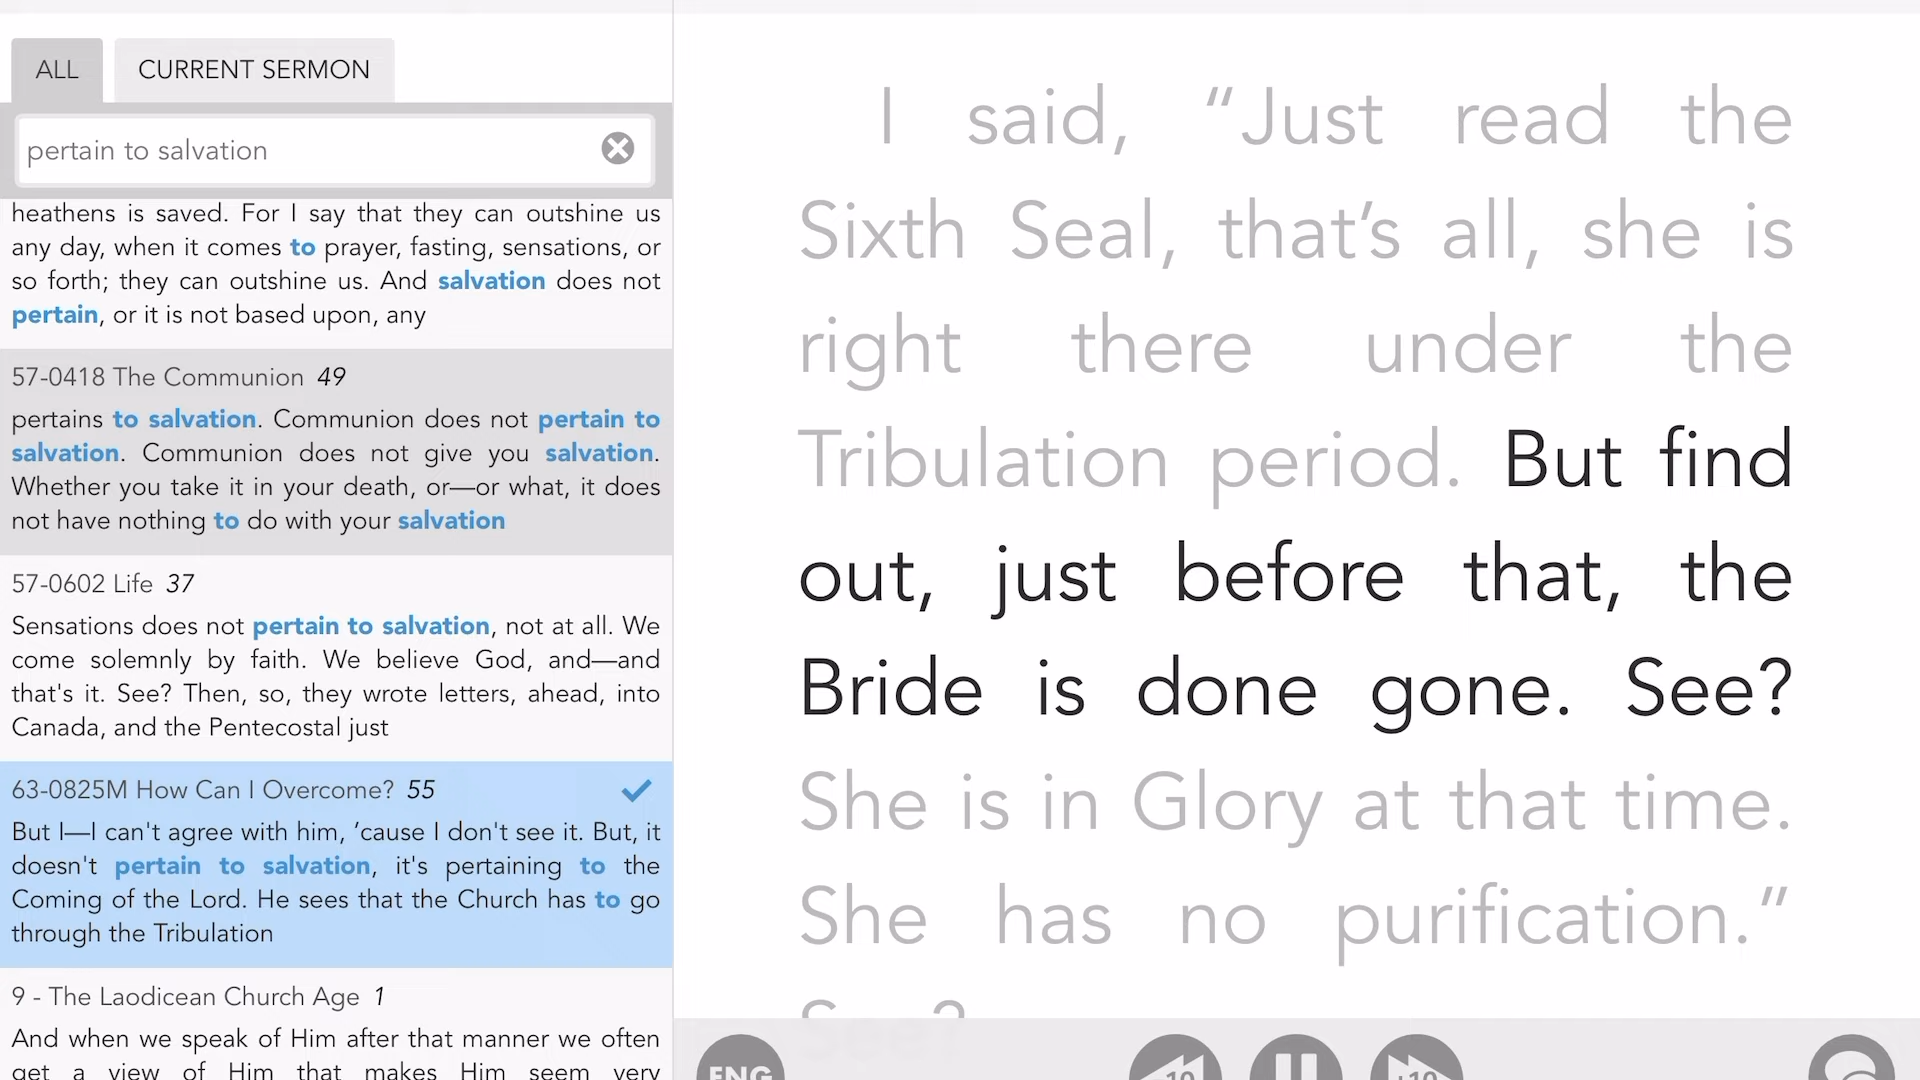 ALL
CURRENT SERMON
pertain to salvation
heathens is saved. For I say that they can outshine us
any day, when it comes to prayer, fasting, sensations, or
so forth; they can outshine us. And salvation does not
pertain, or it is not based upon, any
57-0418 The Communion 49
pertains to salvation. Communion does not pertain to
salvation. Communion does not give you salvation.
Whether you take it in your death, or—or what, it does
not have nothing to do with your salvation
57-0602 Life 37
Sensations does not pertain to salvation, not at all. We
come solemnly by faith. We believe God, and—and
that's it. See? Then, so, they wrote letters, ahead, into
Canada, and the Pentecostal just
63-0825M How Can I Overcome? 55
But I—I can't agree with him, ’cause I don't see it. But, it
doesn't pertain to salvation, it's pertaining to the
Coming of the Lord. He sees that the Church has to go
through the Tribulation
9 - The Laodicean Church Age 1
And when we speak of Him after that manner we often
get a view of Him that makes Him seem very
I said, “Just read the
Sixth Seal, that’s all, she is
right there under the
Tribulation period. But find
out, just before that, the
Bride is done gone. See?
She is in Glory at that time.
She has no purification.”
See?
ENG
-10
+10